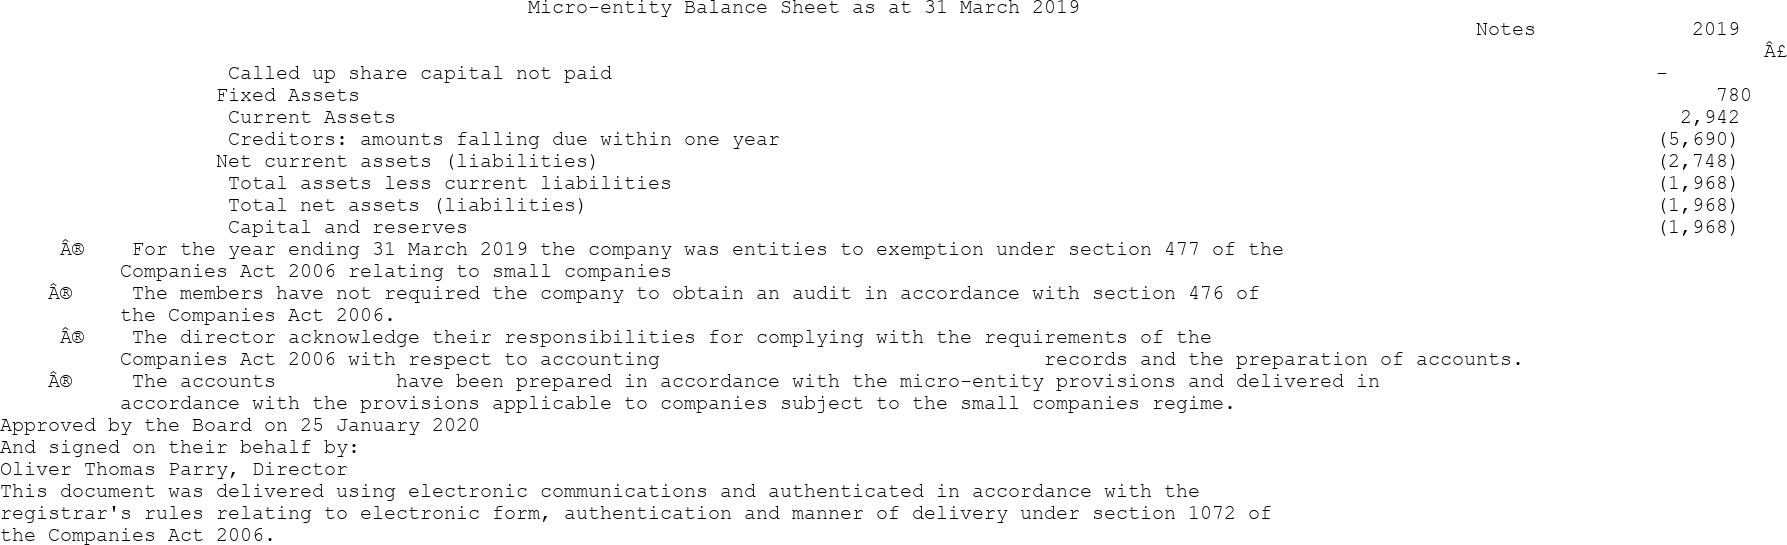 Micro-entity Balance Sheet as at 31 March 2019
Notes 2019
Â£
Called up share capital not paid -
Fixed Assets 780
Current Assets 2,942
Creditors: amounts falling due within one year (5,690)
Net current assets (liabilities) (2,748)
Total assets less current liabilities (1,968)
Total net assets (liabilities) (1,968)
Capital and reserves (1,968)
Â® For the year ending 31 March 2019 the company was entities to exemption under section 477 of the
Companies Act 2006 relating to small companies
Â® The members have not required the company to obtain an audit in accordance with section 476 of
the Companies Act 2006.
Â® The director acknowledge their responsibilities for complying with the requirements of the
Companies Act 2006 with respect to accounting records and the preparation of accounts.
Â® The accounts have been prepared in accordance with the micro-entity provisions and delivered in
accordance with the provisions applicable to companies subject to the small companies regime.
Approved by the Board on 25 January 2020
And signed on their behalf by:
Oliver Thomas Parry, Director
This document was delivered using electronic communications and authenticated in accordance with the
registrar's rules relating to electronic form, authentication and manner of delivery under section 1072 of
the Companies Act 2006.